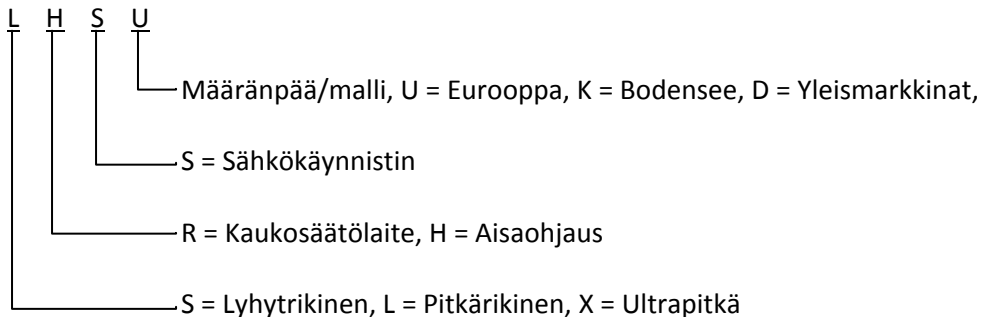 L H S U
Määränpää/malli, U = Eurooppa, K = Bodensee, D = Yleismarkkinat,
S = Sähkökäynnistin
R = Kaukosäätölaite, H = Aisaohjaus
S = Lyhytrikinen, L = Pitkärikinen, X = Ultrapitkä